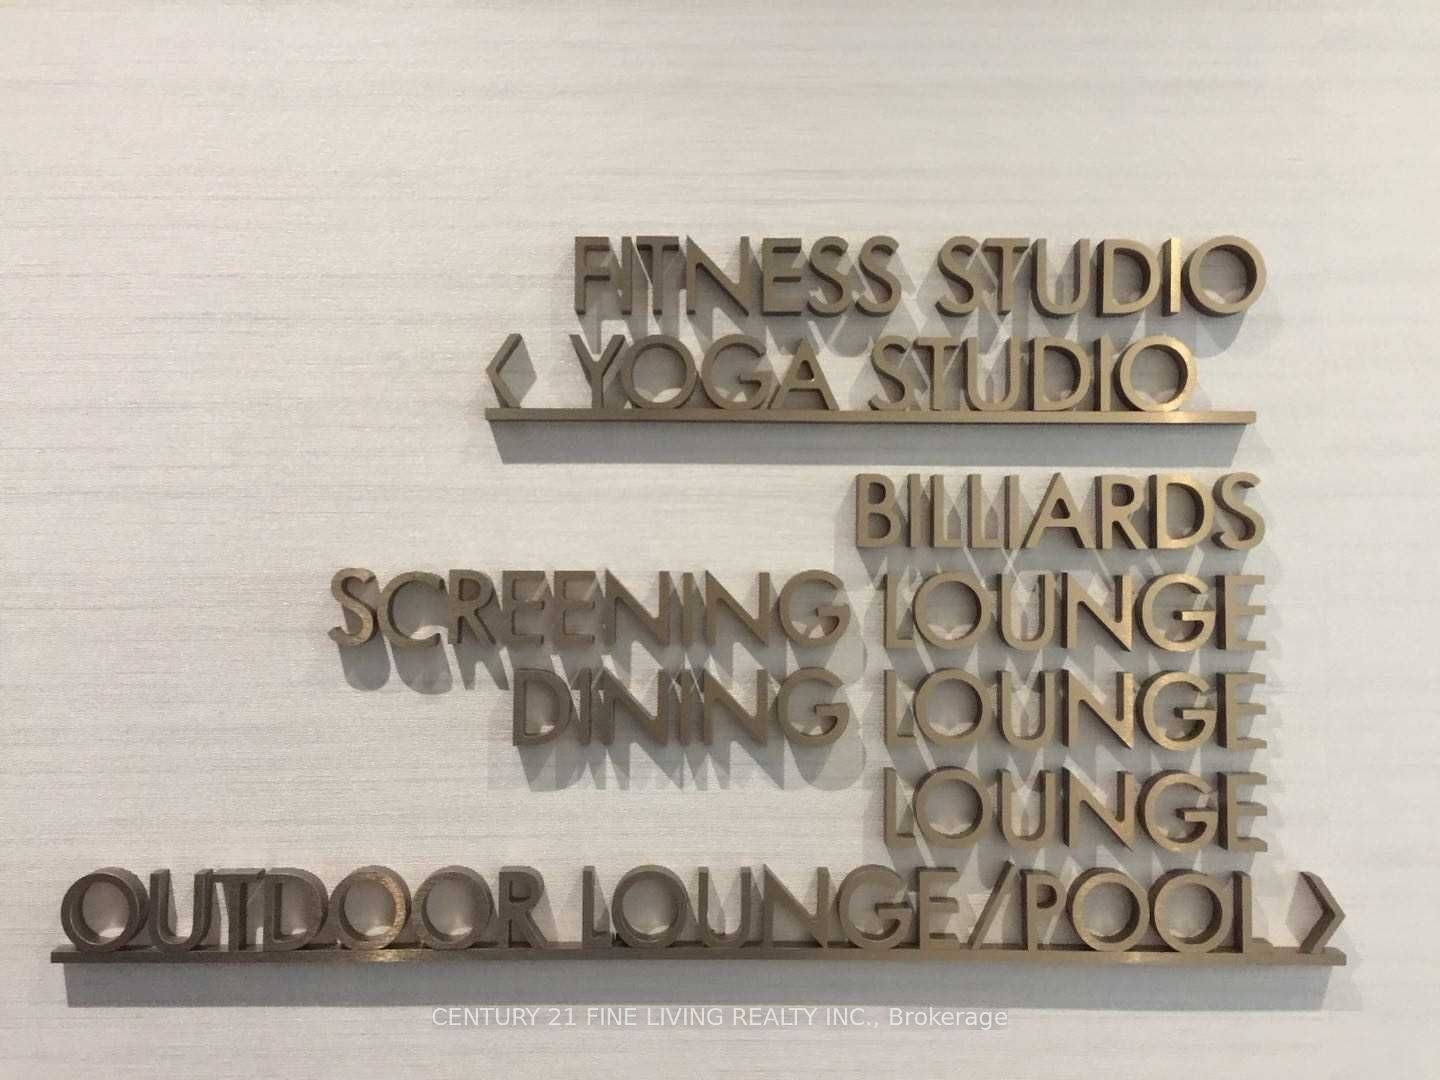 FITNESS STUDIO
< YOGA STUDIO
BILLIARDS
SCREENING LOUNGE
DINING LOUNGE
LOUNGE
OUTDOOR LOUNGE/POOL >
CENTURY 21 FINE LIVING REALTY INC., Brokerage